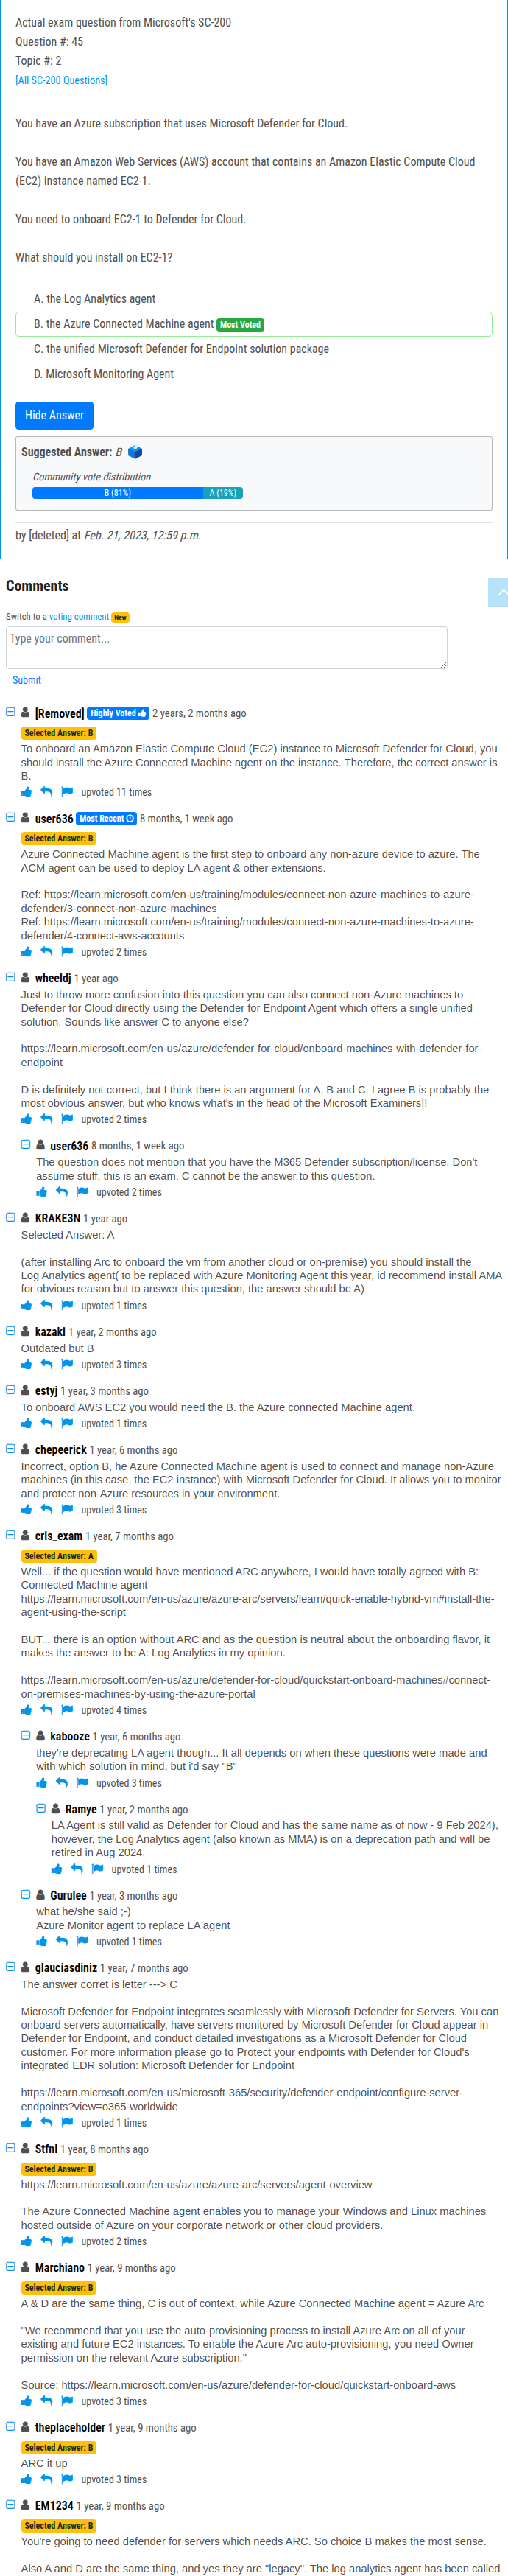 Actual exam question from Microsoft's SC-200
Question #: 45
Topic #: 2
[All SC-200 Questions]
You have an Azure subscription that uses Microsoft Defender for Cloud.
You have an Amazon Web Services (AWS) account that contains an Amazon Elastic Compute Cloud
(EC2) instance named EC2-1.
You need to onboard EC2-1 to Defender for Cloud.
What should you install on EC2-1?
A. the Log Analytics agent
B. the Azure Connected Machine agent Most Voted
C. the unified Microsoft Defender for Endpoint solution package
D. Microsoft Monitoring Agent
Hide Answer
Suggested Answer: B
Community vote distribution
B (81%) A (19%)
by [deleted] at Feb. 21, 2023, 12:59 p.m.
Comments
Switch to a voting comment New
Type your comment...
Submit
[Removed] Highly Voted 2 years, 2 months ago
Selected Answer: B
To onboard an Amazon Elastic Compute Cloud (EC2) instance to Microsoft Defender for Cloud, you
should install the Azure Connected Machine agent on the instance. Therefore, the correct answer is
B.
upvoted 11 times
user636 Most Recent 8 months, 1 week ago
Selected Answer: B
Azure Connected Machine agent is the first step to onboard any non-azure device to azure. The
ACM agent can be used to deploy LA agent & other extensions.
Ref: https://learn.microsoft.com/en-us/training/modules/connect-non-azure-machines-to-azure-
defender/3-connect-non-azure-machines
Ref: https://learn.microsoft.com/en-us/training/modules/connect-non-azure-machines-to-azure-
defender/4-connect-aws-accounts
upvoted 2 times
wheeldj 1 year ago
Just to throw more confusion into this question you can also connect non-Azure machines to
Defender for Cloud directly using the Defender for Endpoint Agent which offers a single unified
solution. Sounds like answer C to anyone else?
https://learn.microsoft.com/en-us/azure/defender-for-cloud/onboard-machines-with-defender-for-
endpoint
D is definitely not correct, but I think there is an argument for A, B and C. I agree B is probably the
most obvious answer, but who knows what's in the head of the Microsoft Examiners!!
upvoted 2 times
user636 8 months, 1 week ago
The question does not mention that you have the M365 Defender subscription/license. Don't
assume stuff, this is an exam. C cannot be the answer to this question.
upvoted 2 times
KRAKE3N 1 year ago
Selected Answer: A
(after installing Arc to onboard the vm from another cloud or on-premise) you should install the
Log Analytics agent( to be replaced with Azure Monitoring Agent this year, id recommend install AMA
for obvious reason but to answer this question, the answer should be A)
upvoted 1 times
kazaki 1 year, 2 months ago
Outdated but B
upvoted 3 times
estyj 1 year, 3 months ago
To onboard AWS EC2 you would need the B. the Azure connected Machine agent.
upvoted 1 times
chepeerick 1 year, 6 months ago
Incorrect, option B, he Azure Connected Machine agent is used to connect and manage non-Azure
machines (in this case, the EC2 instance) with Microsoft Defender for Cloud. It allows you to monitor
and protect non-Azure resources in your environment.
upvoted 3 times
cris_exam 1 year, 7 months ago
Selected Answer: A
Well... if the question would have mentioned ARC anywhere, I would have totally agreed with B:
Connected Machine agent
https://learn.microsoft.com/en-us/azure/azure-arc/servers/learn/quick-enable-hybrid-vm#install-the-
agent-using-the-script
BUT... there is an option without ARC and as the question is neutral about the onboarding flavor, it
makes the answer to be A: Log Analytics in my opinion.
https://learn.microsoft.com/en-us/azure/defender-for-cloud/quickstart-onboard-machines#connect-
on-premises-machines-by-using-the-azure-portal
upvoted 4 times
kabooze 1 year, 6 months ago
they're deprecating LA agent though... It all depends on when these questions were made and
with which solution in mind, but i'd say "B"
upvoted 3 times
Ramye 1 year, 2 months ago
LA Agent is still valid as Defender for Cloud and has the same name as of now - 9 Feb 2024),
however, the Log Analytics agent (also known as MMA) is on a deprecation path and will be
retired in Aug 2024.
upvoted 1 times
Gurulee 1 year, 3 months ago
what he/she said ;-)
Azure Monitor agent to replace LA agent
upvoted 1 times
glauciasdiniz 1 year, 7 months ago
The answer corret is letter ---> C
Microsoft Defender for Endpoint integrates seamlessly with Microsoft Defender for Servers. You can
onboard servers automatically, have servers monitored by Microsoft Defender for Cloud appear in
Defender for Endpoint, and conduct detailed investigations as a Microsoft Defender for Cloud
customer. For more information please go to Protect your endpoints with Defender for Cloud's
integrated EDR solution: Microsoft Defender for Endpoint
https://learn.microsoft.com/en-us/microsoft-365/security/defender-endpoint/configure-server-
endpoints?view=o365-worldwide
upvoted 1 times
Stfnl 1 year, 8 months ago
Selected Answer: B
https://learn.microsoft.com/en-us/azure/azure-arc/servers/agent-overview
The Azure Connected Machine agent enables you to manage your Windows and Linux machines
hosted outside of Azure on your corporate network or other cloud providers.
upvoted 2 times
Marchiano 1 year, 9 months ago
Selected Answer: B
A & D are the same thing, C is out of context, while Azure Connected Machine agent = Azure Arc
"We recommend that you use the auto-provisioning process to install Azure Arc on all of your
existing and future EC2 instances. To enable the Azure Arc auto-provisioning, you need Owner
permission on the relevant Azure subscription."
Source: https://learn.microsoft.com/en-us/azure/defender-for-cloud/quickstart-onboard-aws
upvoted 3 times
theplaceholder 1 year, 9 months ago
Selected Answer: B
ARC it up
upvoted 3 times
EM1234 1 year, 9 months ago
Selected Answer: B
You're going to need defender for servers which needs ARC. So choice B makes the most sense.
Also A and D are the same thing, and yes they are "legacy". The log analytics agent has been called